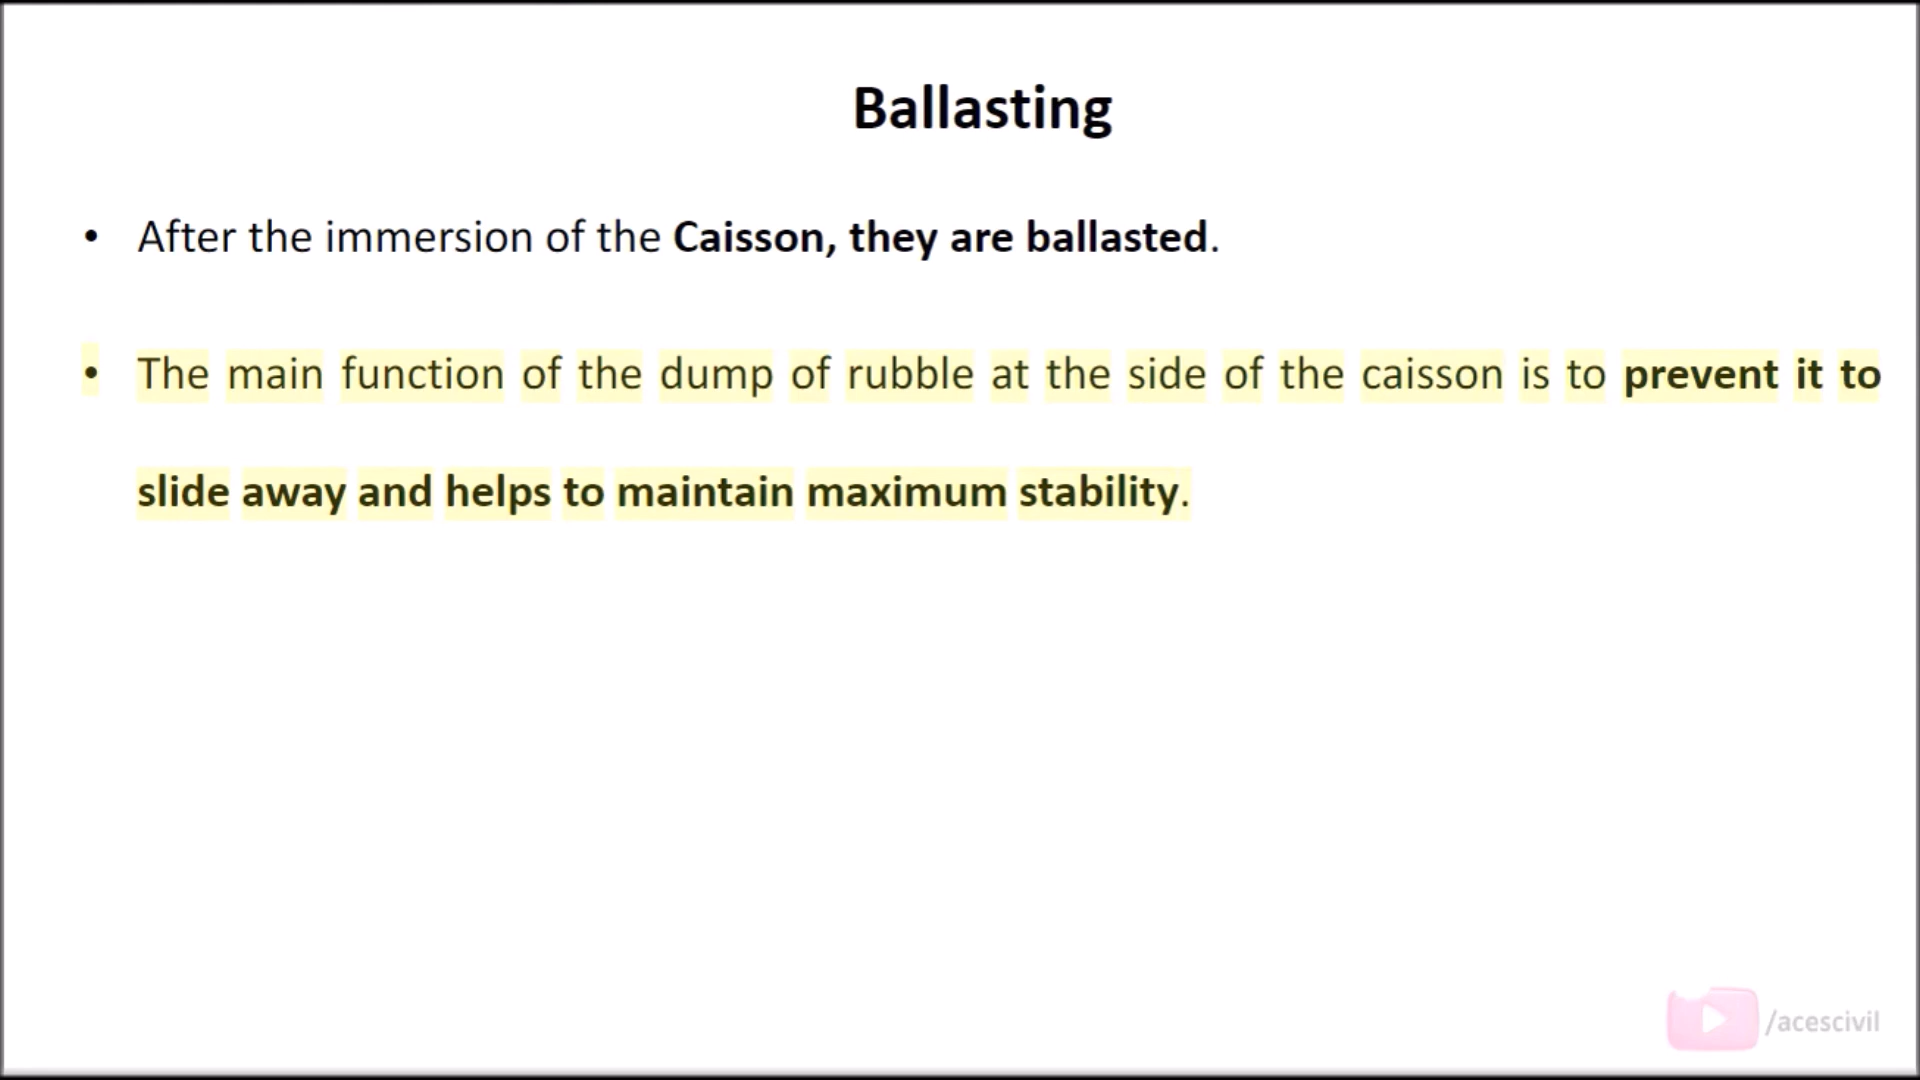 Ballasting
• After the immersion of the Caisson, they are ballasted.
• The main function of the dump of rubble at the side of the caisson is to prevent it to
slide away and helps to maintain maximum stability.
/acescivil